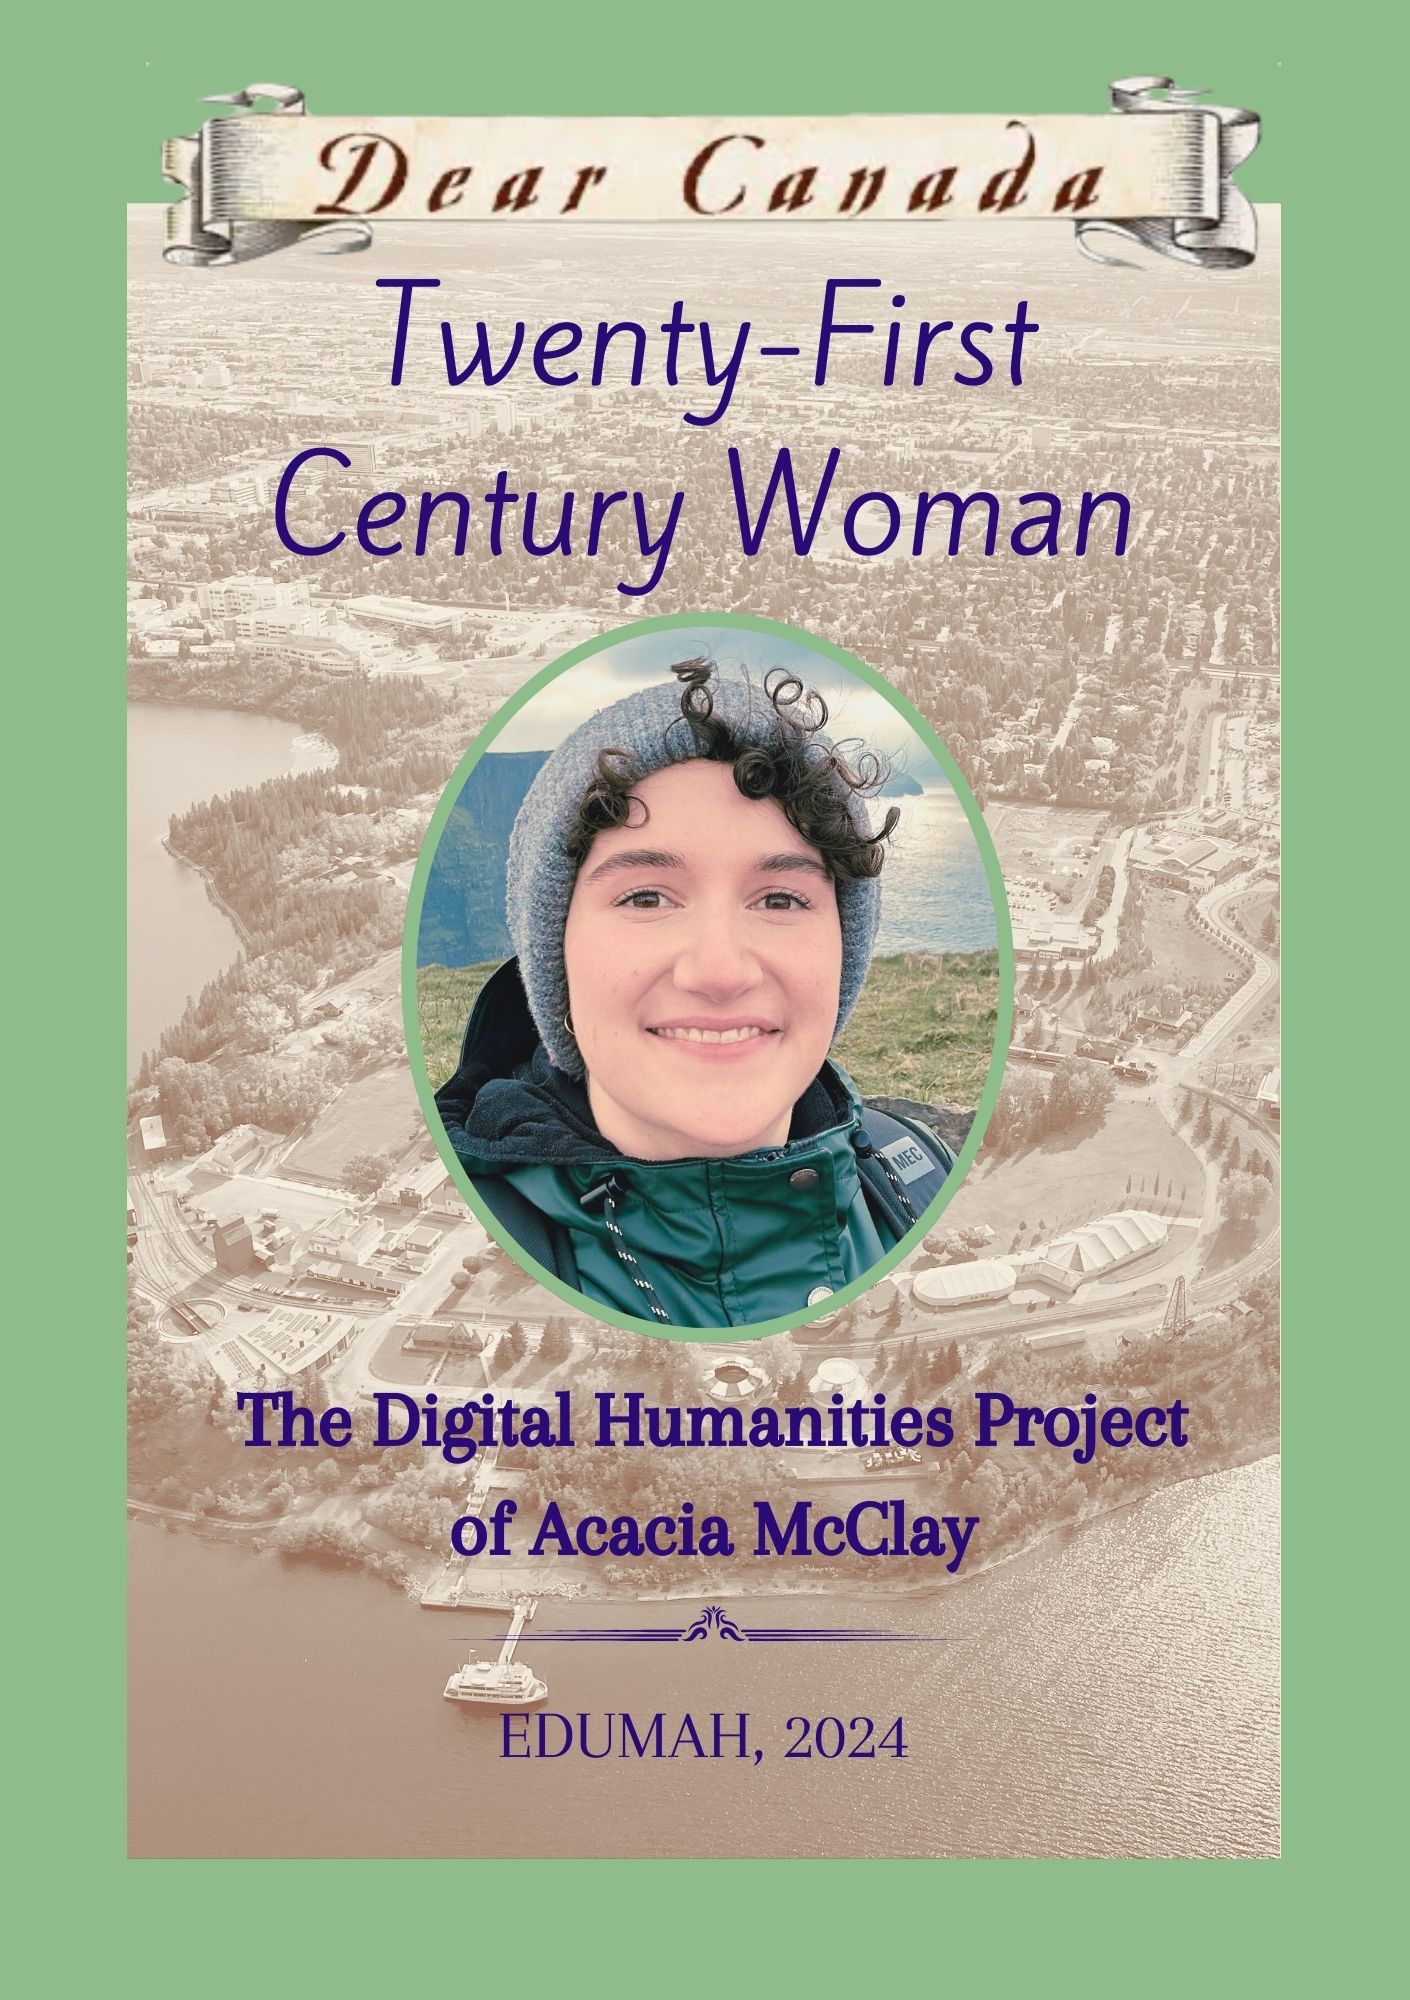 Dear Canada
Twenty-First
Century Woman
MEC
The Digital Humanities Project
of Acacia McClay
EDUMAH, 2024